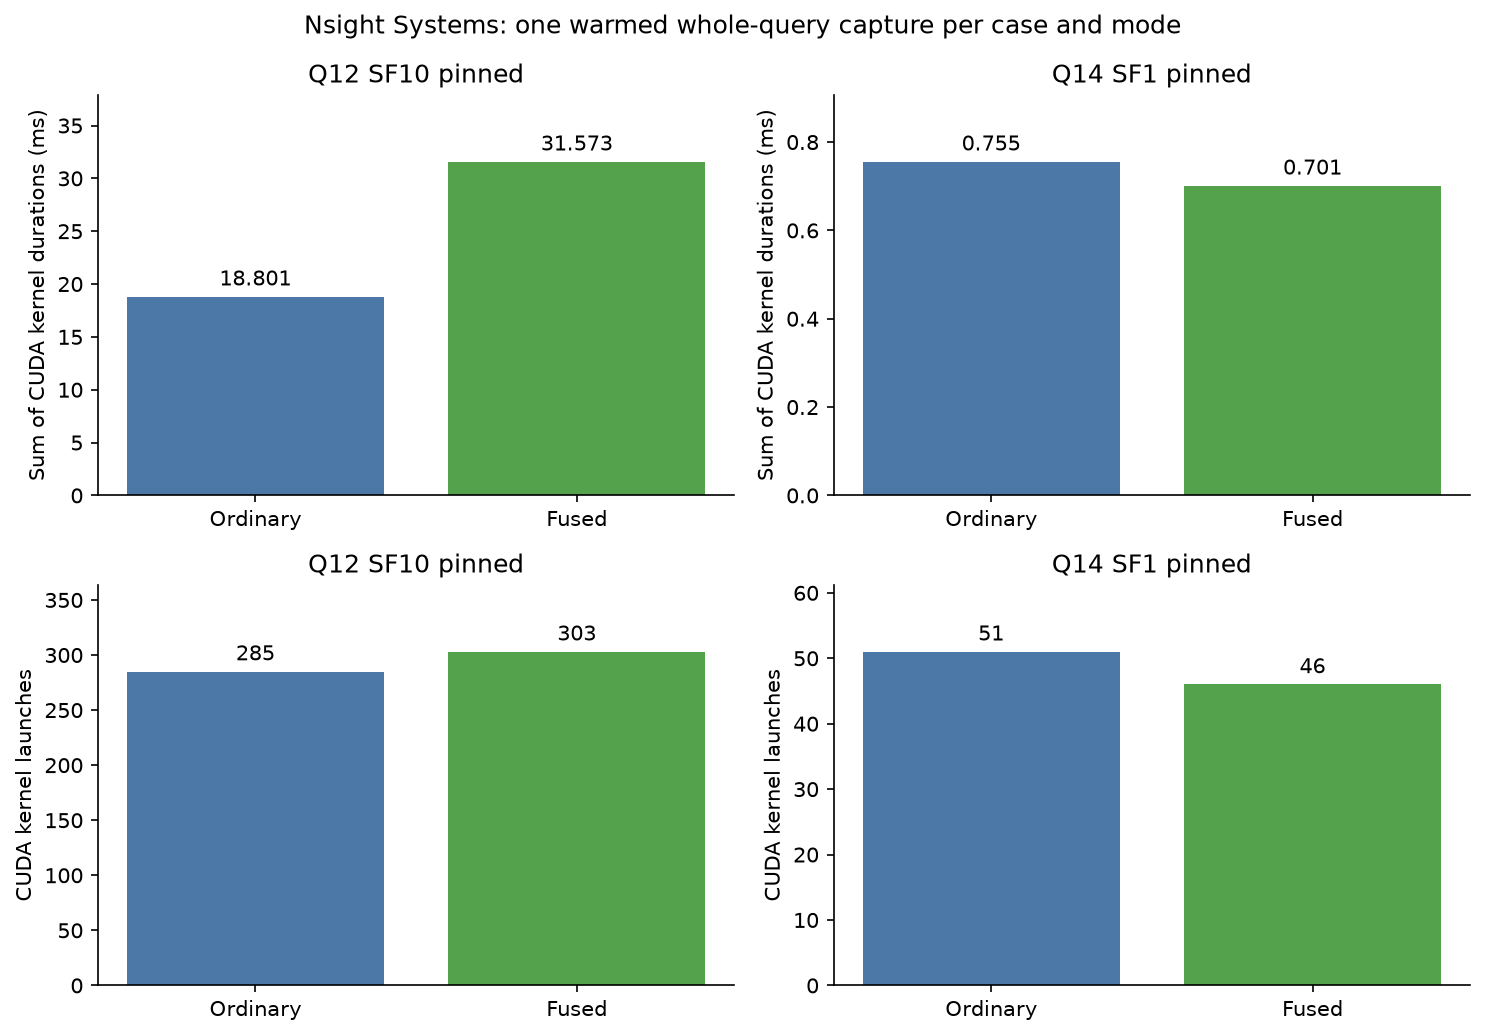 Nsight Systems: one warmed whole-query capture per case and mode
Q12 SF10 pinned
Sum of CUDA kernel durations (ms)
35
30
25
20
15
10
5
0
18.801
31.573
Ordinary
Fused
Q14 SF1 pinned
Sum of CUDA kernel durations (ms)
0.8
0.6
0.4
0.2
0.0
0.755
0.701
Ordinary
Fused
Q12 SF10 pinned
CUDA kernel launches
350
300
250
200
150
100
50
0
285
303
Ordinary
Fused
Q14 SF1 pinned
CUDA kernel launches
60
50
40
30
20
10
0
51
46
Ordinary
Fused